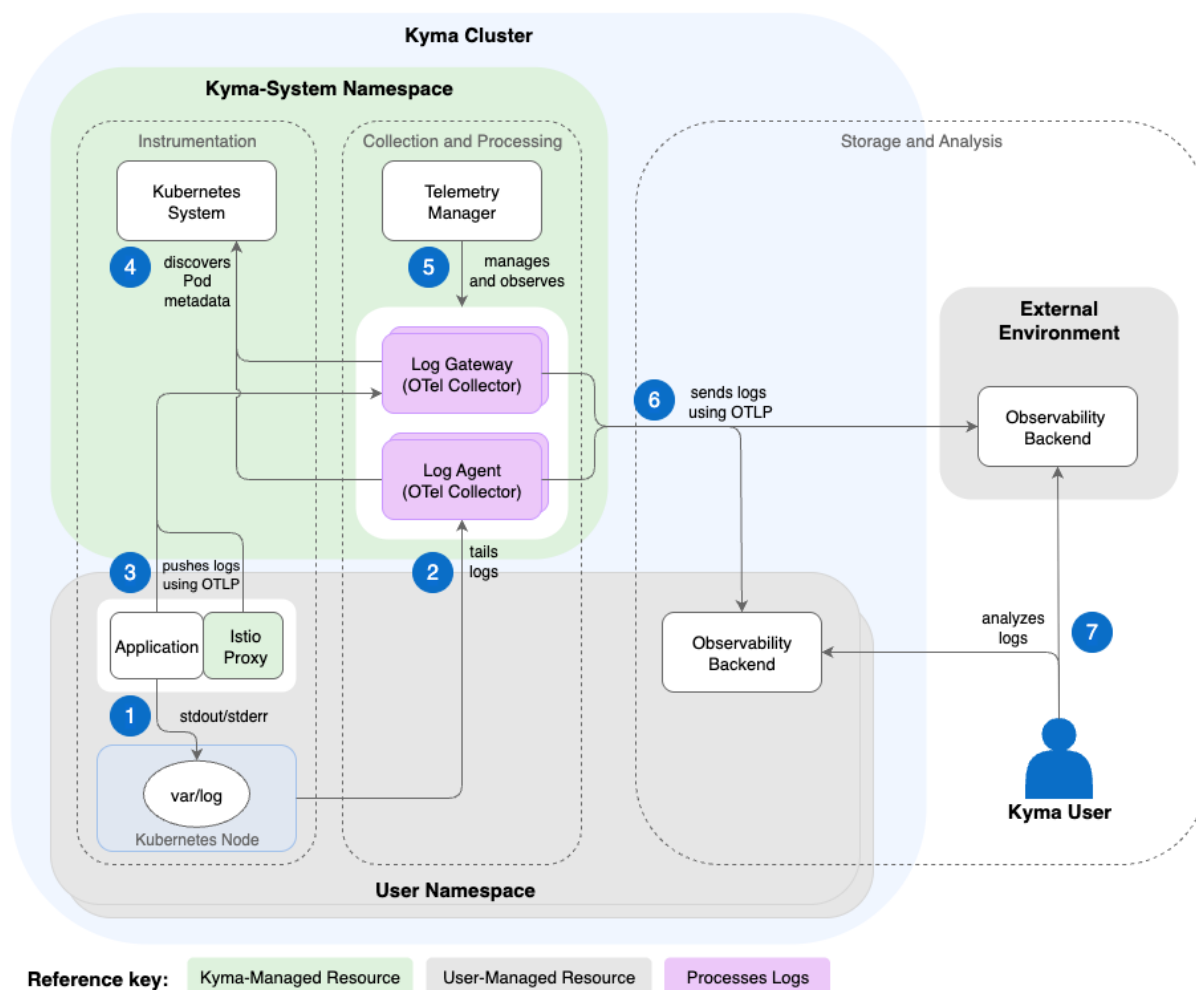 Kyma Cluster
Kyma-System Namespace
Instrumentation
Collection and Processing
Storage and Analysis
Kubernetes
System
Telemetry
Manager
4
discovers
Pod
metadata
5
manages
and observes
External
Environment
Log Gateway
(OTel Collector)
6
sends logs
using OTLP
Observability
Backend
Log Agent
(OTel Collector)
3
pushes logs
using OTLP
2
tails
logs
Application
Istio
Proxy
Observability
Backend
analyzes
logs
7
1
stdout/stderr
var/log
Kubernetes Node
Kyma User
User Namespace
Reference key:
Kyma-Managed Resource
User-Managed Resource
Processes Logs